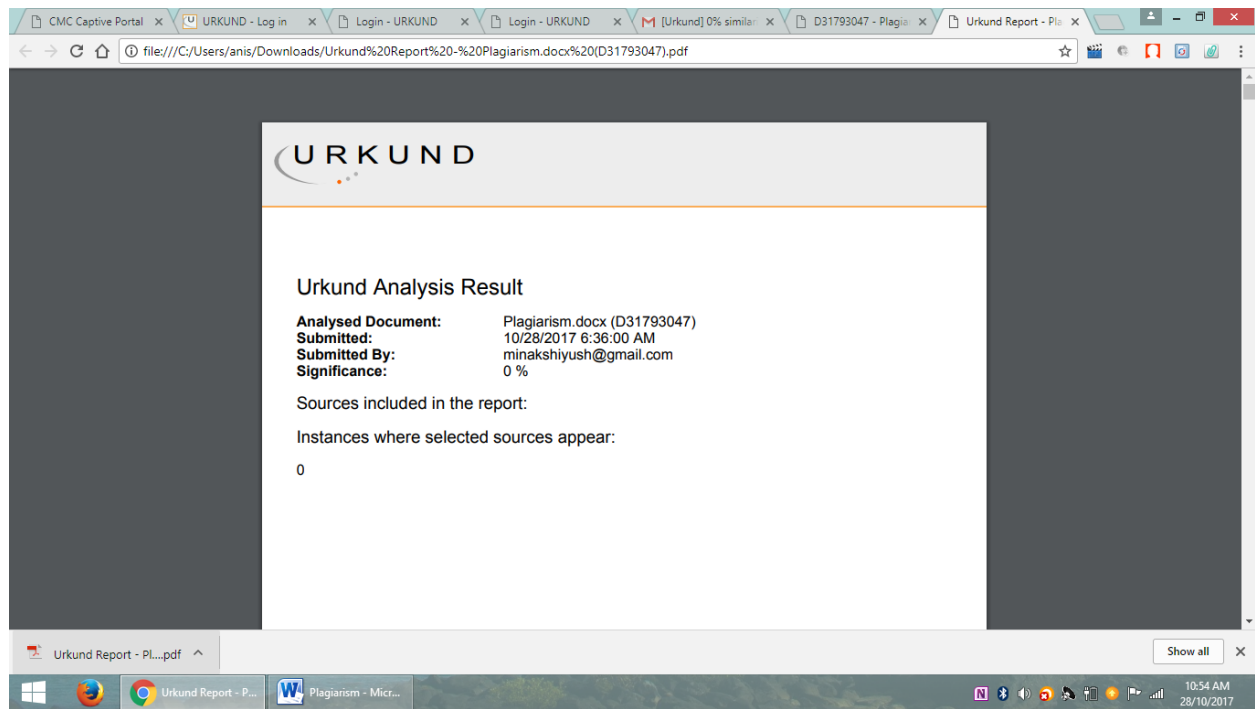 CMC Captive Portal
URKUND - Log in
Login - URKUND
Login - URKUND
[Urkund] 0% similar
D31793047 - Plagia
Urkund Report - Pla
file:///C:/Users/anis/Downloads/Urkund%20Report%20-%20Plagiarism.docx%20(D31793047).pdf
URKUND
Urkund Analysis Result
Analysed Document: Plagiarism.docx (D31793047)
Submitted: 10/28/2017 6:36:00 AM
Submitted By: minakshiyush@gmail.com
Significance: 0 %
Sources included in the report:
Instances where selected sources appear:
0
Urkund Report - Pl....pdf
Show all
Urkund Report - P...
Plagiarism - Micr...
10:54 AM
28/10/2017